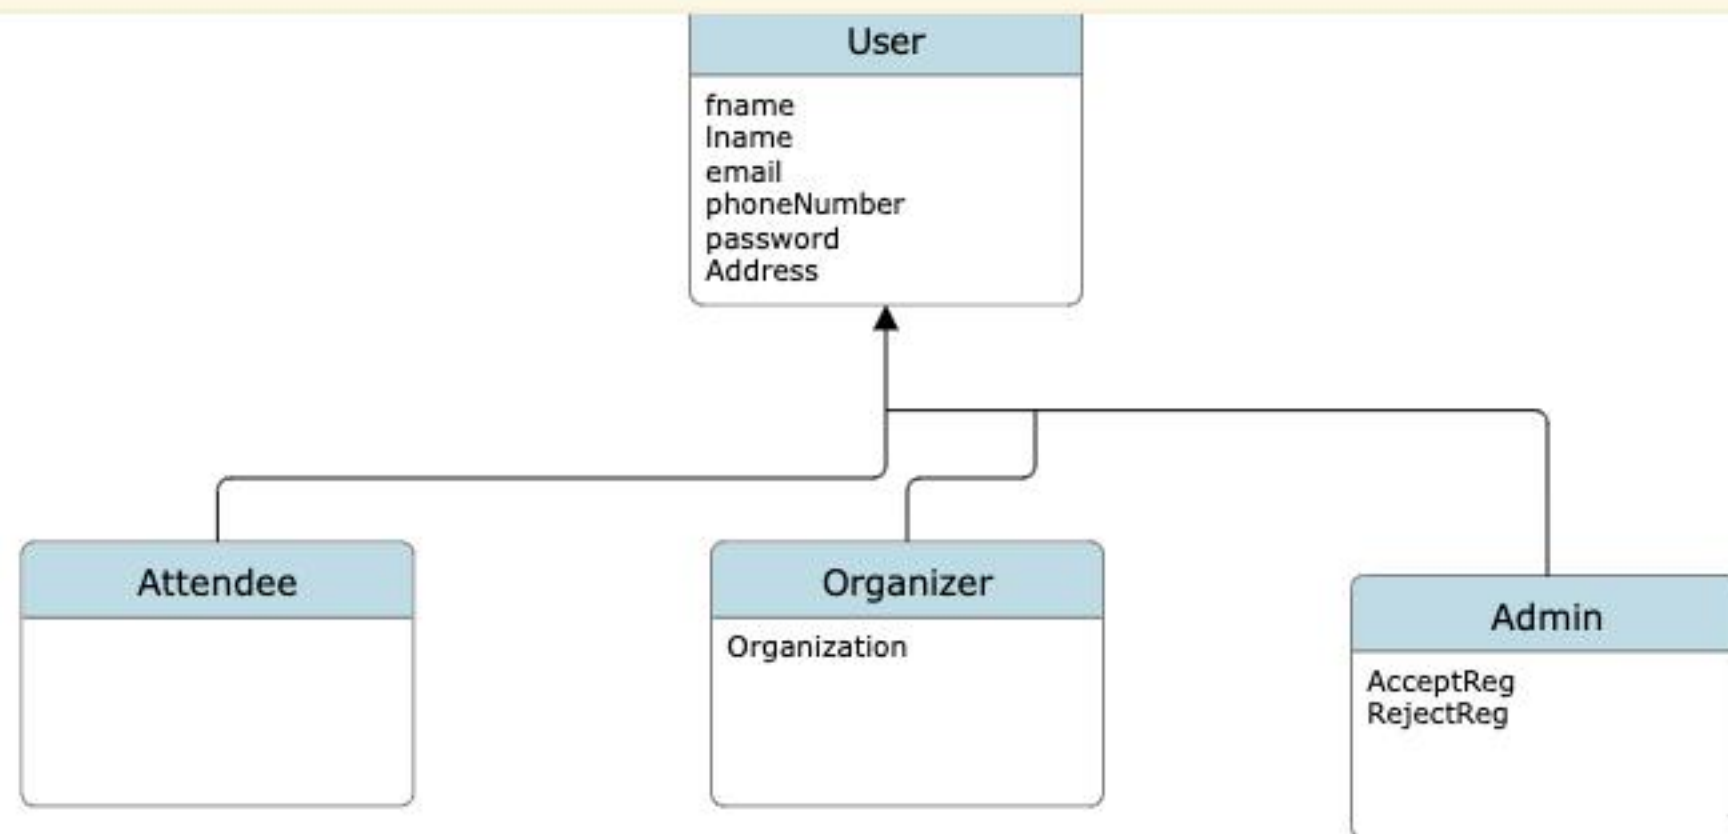 User
fname
lname
email
phoneNumber
password
Address
Attendee
Organizer
Organization
Admin
AcceptReg
RejectReg